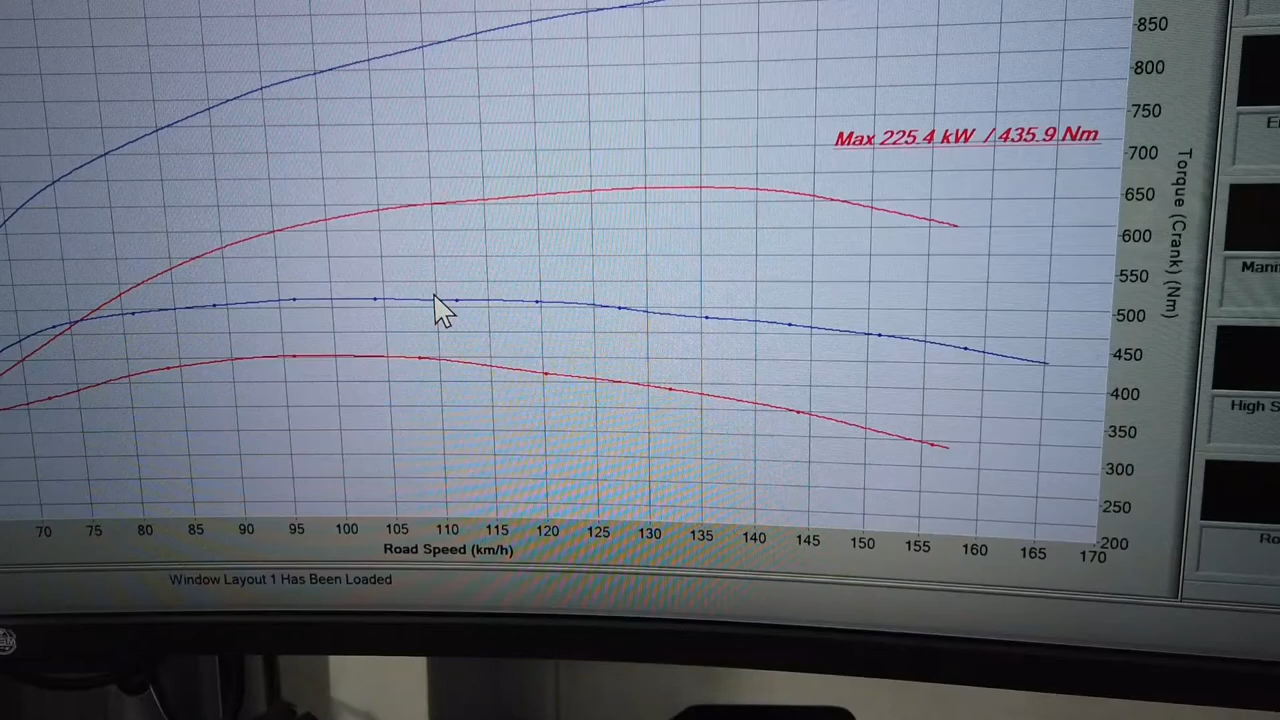 850
800
750
Max 225.4 kW / 435.9 Nm
700
650
600
550
500
450
400
350
300
250
200
Torque (Crank) (Nm)
70 75 80 85 90 95 100 105 110 115 120 125 130 135 140 145 150 155 160 165 170
Road Speed (km/h)
Window Layout 1 Has Been Loaded
High S